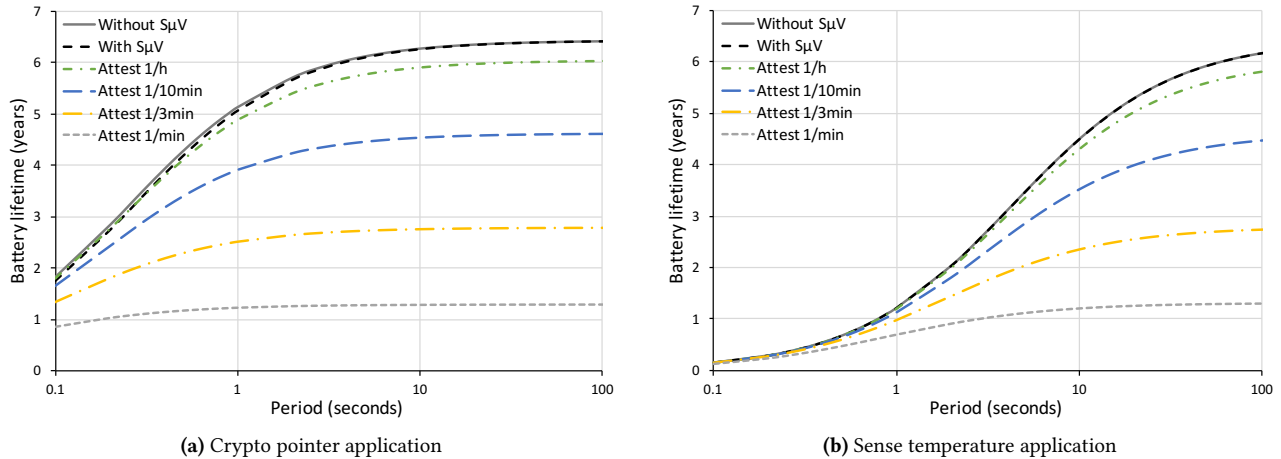 Without SμV
With SμV
Attest 1/h
Attest 1/10min
Attest 1/3min
Attest 1/min
Battery lifetime (years)
7
6
5
4
3
2
1
0
0.1 1 10 100
Period (seconds)
(a) Crypto pointer application
Without SμV
With SμV
Attest 1/h
Attest 1/10min
Attest 1/3min
Attest 1/min
Battery lifetime (years)
7
6
5
4
3
2
1
0
0.1 1 10 100
Period (seconds)
(b) Sense temperature application